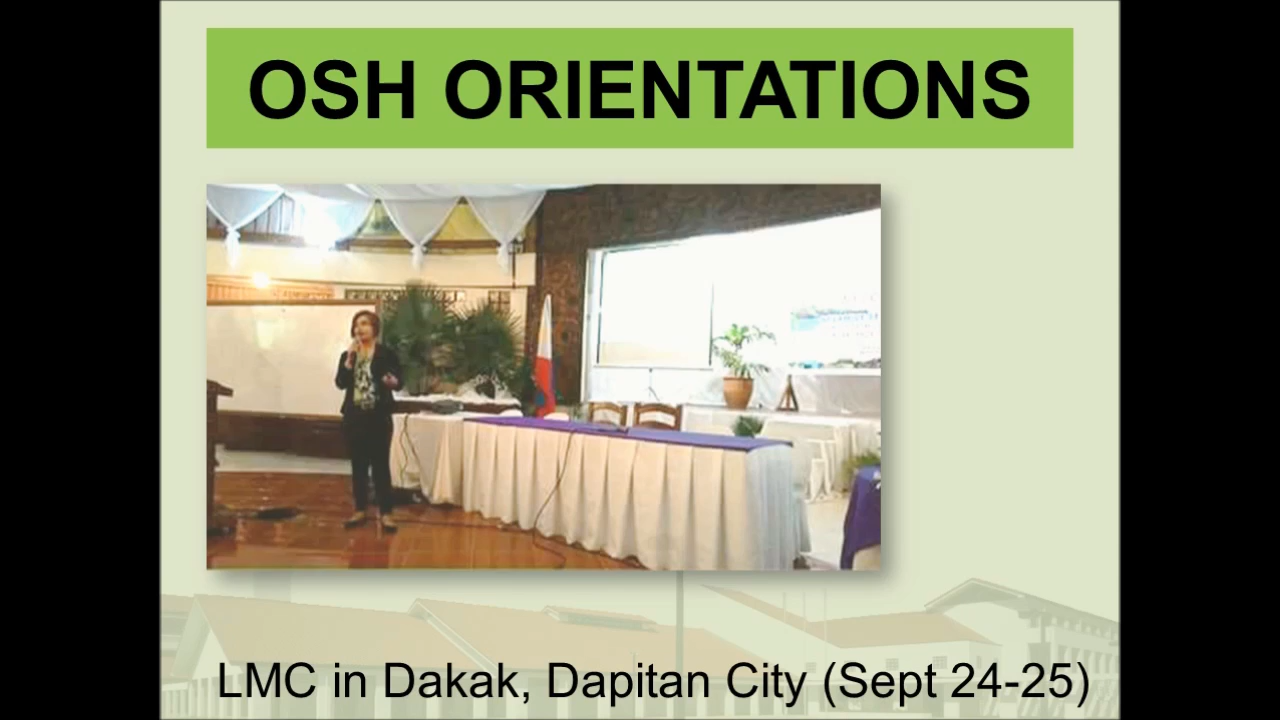 OSH ORIENTATIONS
LMC in Dakak, Dapitan City (Sept 24-25)